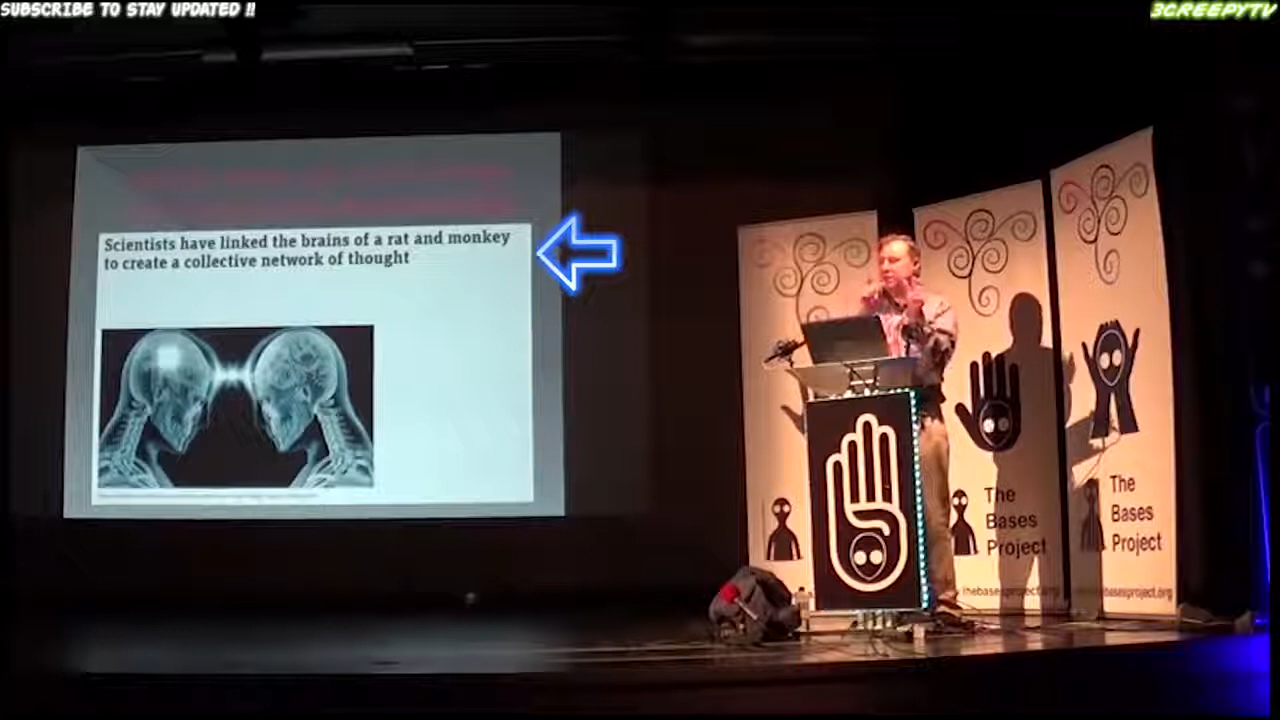 SUBSCRIBE TO STAY UPDATED !!
3CREEPYTV
Scientists have linked the brains of a rat and monkey
to create a collective network of thought
The
Bases
Project
The
Bases
Project